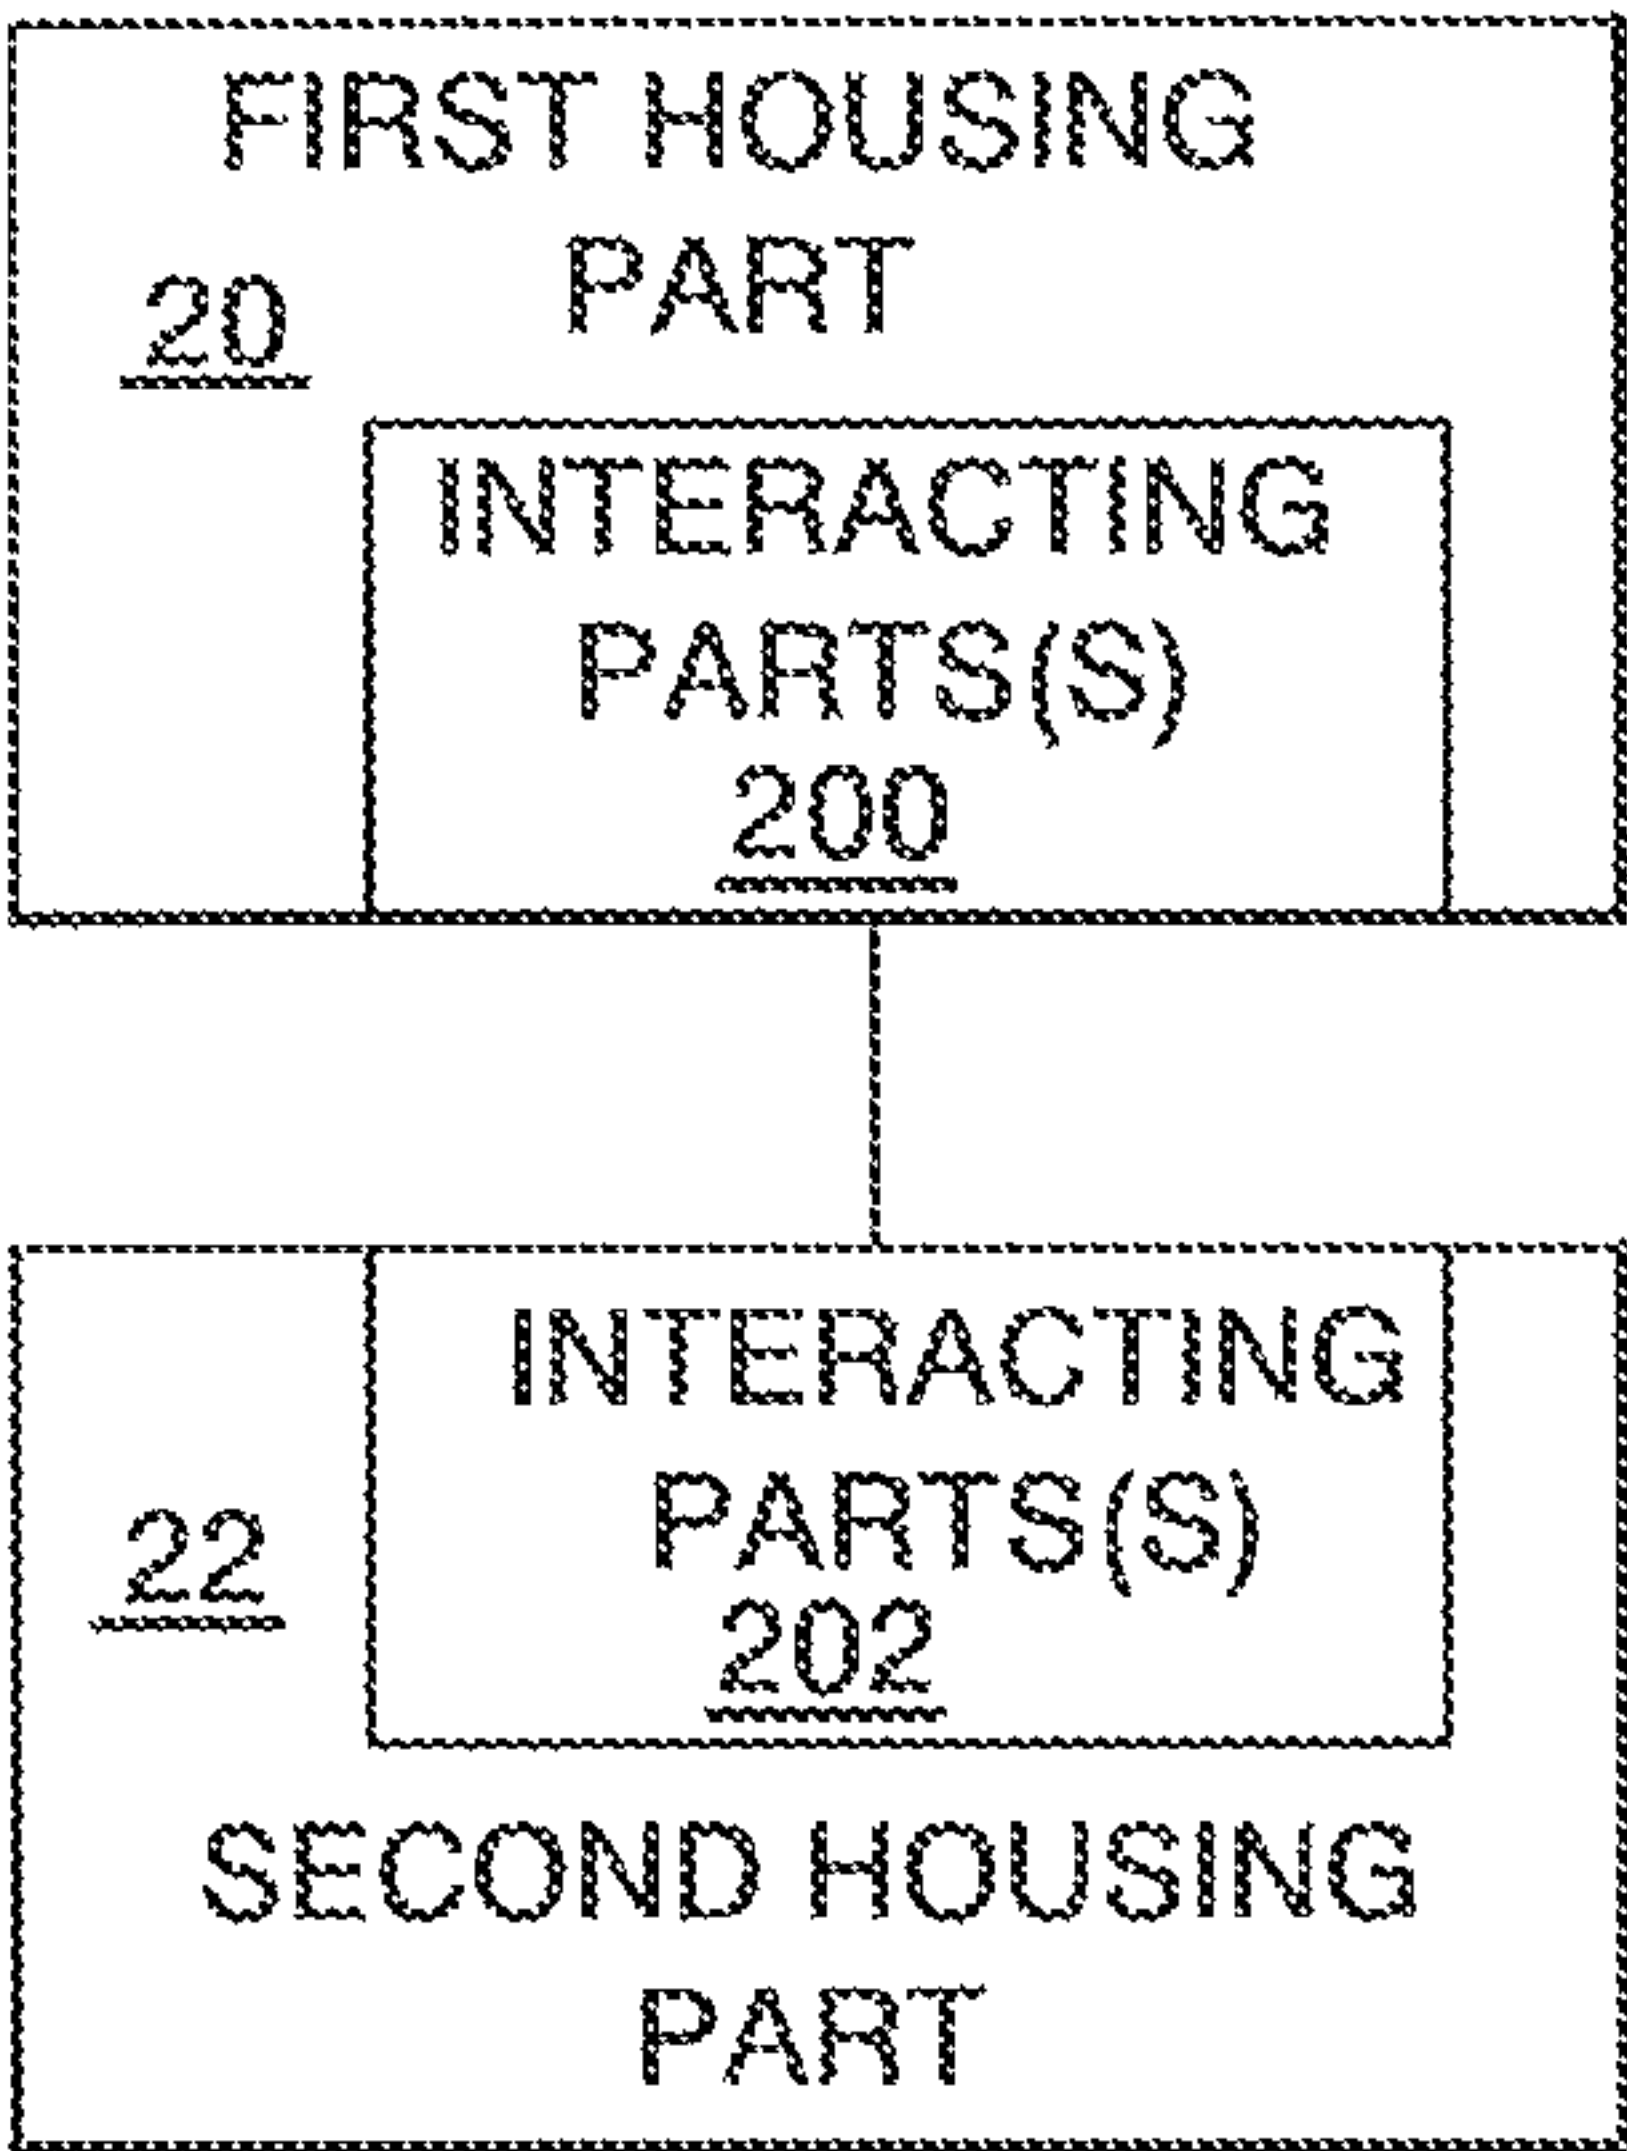 FIRST HOUSING
PART
20
INTERACTING
PARTS(S)
200
INTERACTING
PARTS(S)
22
202
SECOND HOUSING
PART